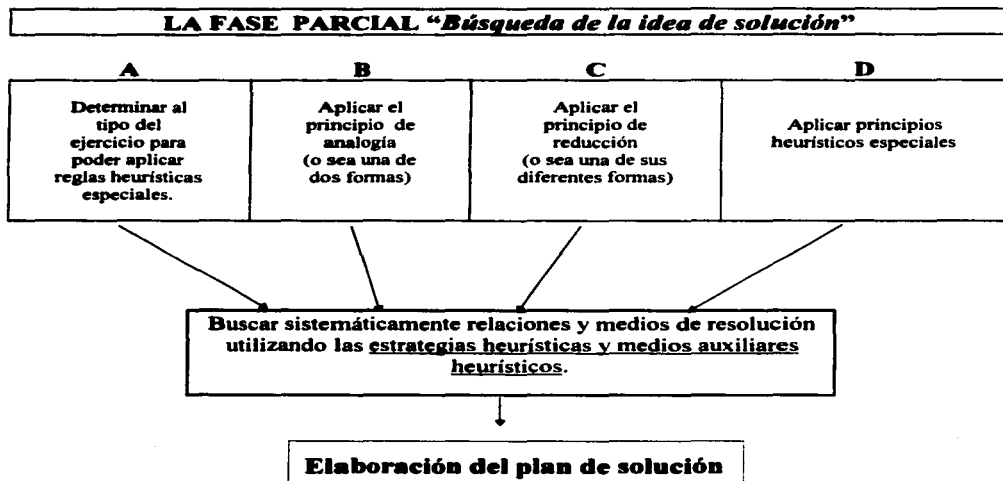 LA FASE PARCIAL “Búsqueda de la idea de solución”
A
B
C
D
Determinar al
tipo del
ejercicio para
poder aplicar
reglas heurísticas
especiales.
Aplicar el
principio de
analogía
(o sea una de
dos formas)
Aplicar el
principio de
reducción
(o sea una de sus
diferentes formas)
Aplicar principios
heurísticos especiales
Buscar sistemáticamente relaciones y medios de resolución
utilizando las estrategias heurísticas y medios auxiliares
heurísticos.
Elaboración del plan de solución